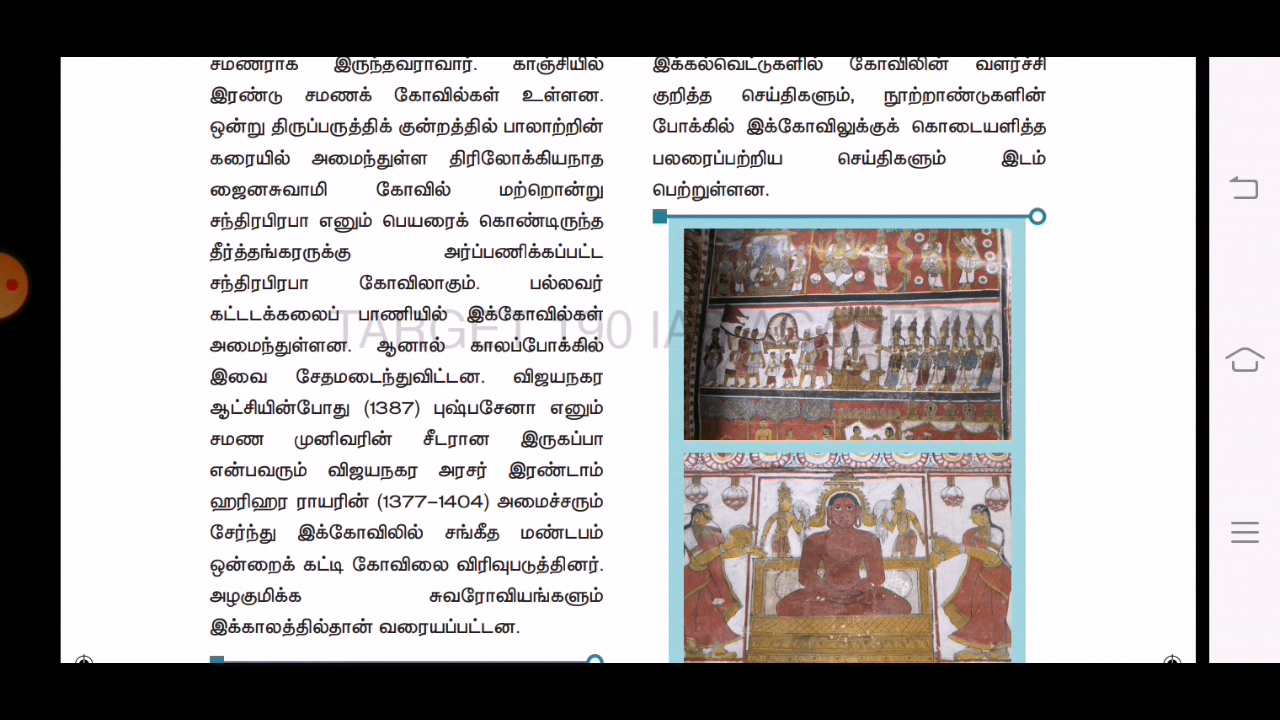 சமணராக இருந்தவராவார். காஞ்சியில்
இரண்டு சமணக் கோவில்கள் உள்ளன.
ஒன்று திருப்பருத்திக் குன்றத்தில் பாலாற்றின்
கரையில் அமைந்துள்ள திரிலோக்கியநாத
ஜைனசுவாமி கோவில் மற்றொன்று
சந்திரபிரபா எனும் பெயரைக் கொண்டிருந்த
தீர்த்தங்கரருக்கு அர்ப்பணிக்கப்பட்ட
சந்திரபிரபா கோவிலாகும். பல்லவர்
கட்டடக்கலைப் பாணியில் இக்கோவில்கள்
அமைந்துள்ளன. ஆனால் காலப்போக்கில்
இவை சேதமடைந்துவிட்டன. விஜயநகர
ஆட்சியின்போது (1387) புஷ்பசேனா எனும்
சமண முனிவரின் சீடரான இருகப்பா
என்பவரும் விஜயநகர அரசர் இரண்டாம்
ஹரிஹர ராயரின் (1377–1404) அமைச்சரும்
சேர்ந்து இக்கோவிலில் சங்கீத மண்டபம்
ஒன்றைக் கட்டி கோவிலை விரிவுபடுத்தினர்.
அழகுமிக்க சுவரோவியங்களும்
இக்காலத்தில்தான் வரையப்பட்டன.
இக்கல்வெட்டுகளில் கோவிலின் வளர்ச்சி
குறித்த செய்திகளும், நூற்றாண்டுகளின்
போக்கில் இக்கோவிலுக்குக் கொடையளித்த
பலரைப்பற்றிய செய்திகளும் இடம்
பெற்றுள்ளன.
TARGET 190